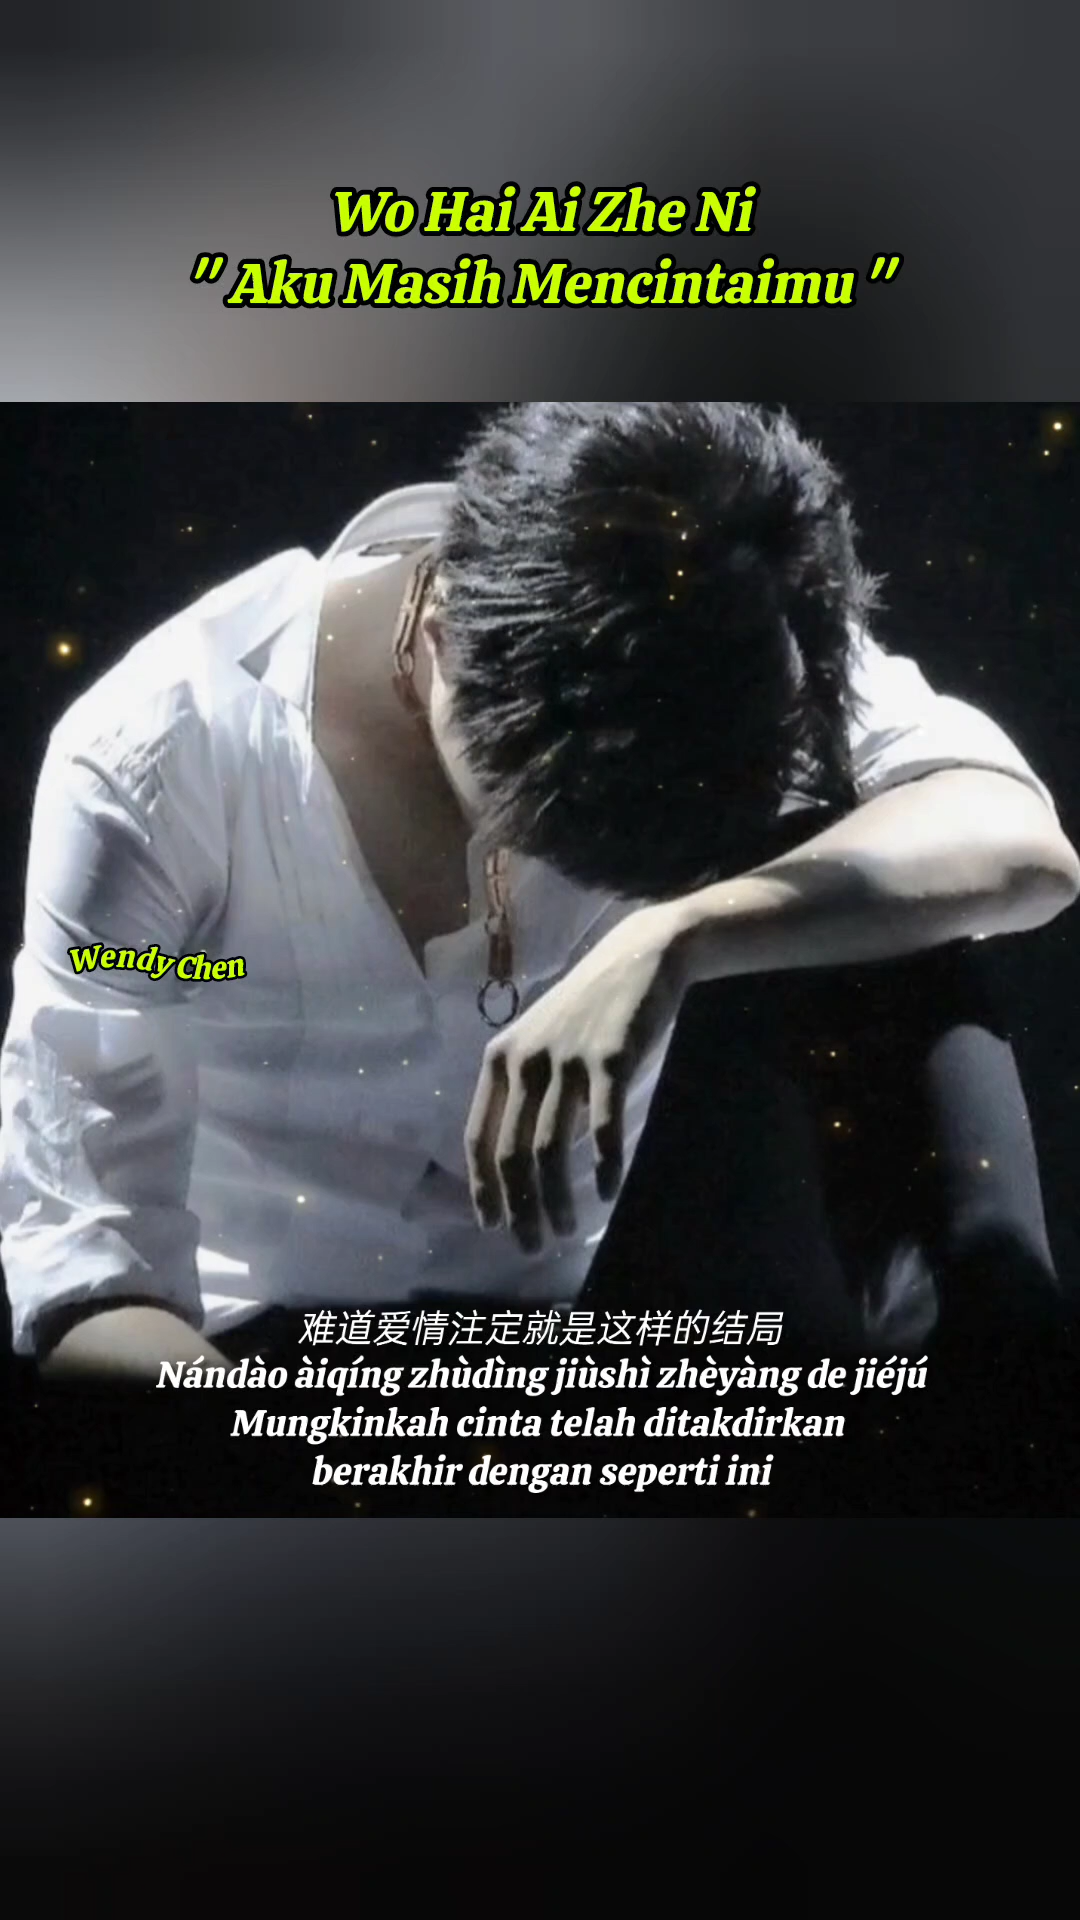 Wo Hai Ai Zhe Ni
" Aku Masih Mencintaimu "
Wendy Chen
难道爱情注定就是这样的结局
Nándào àiqíng zhùdìng jiùshì zhèyàng de jiéjú
Mungkinkah cinta telah ditakdirkan
berakhir dengan seperti ini